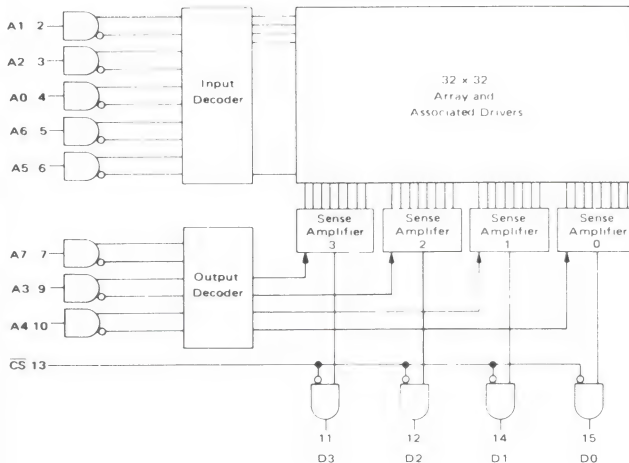 A1 2
A2 3
A0 4
A6 5
A5 6
Input
Decoder
32 x 32
Array and
Associated Drivers
Sense
Amplifier
3
Sense
Amplifer
2
Sense
Amplifier
1
Sense
Amplifier
0
A7 7
A3 9
A4 10
Output
Decoder
CS 13
11
12
14
15
D3
D2
D1
D0